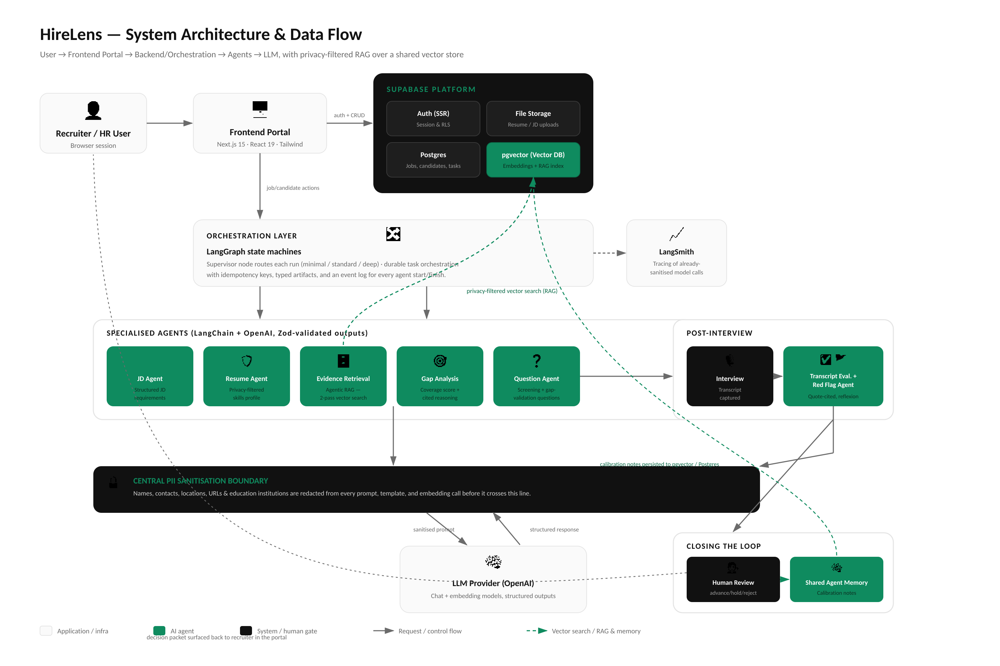 HireLens — System Architecture & Data Flow
User → Frontend Portal → Backend/Orchestration → Agents → LLM, with privacy-filtered RAG over a shared vector store
Recruiter / HR User
Browser session
Frontend Portal
Next.js 15 · React 19 · Tailwind
auth + CRUD
SUPABASE PLATFORM
Auth (SSR)
Session & RLS
File Storage
Resume / JD uploads
Postgres
Jobs, candidates, tasks
pgvector (Vector DB)
Embeddings + RAG index
job/candidate actions
ORCHESTRATION LAYER
LangGraph state machines
Supervisor node routes each run (minimal / standard / deep) · durable task orchestration
with idempotency keys, typed artifacts, and an event log for every agent start/finish.
LangSmith
Tracing of already-
sanitised model calls
privacy-filtered vector search (RAG)
SPECIALISED AGENTS (LangChain + OpenAI, Zod-validated outputs)
JD Agent
Structured JD
requirements
Resume Agent
Privacy-filtered
skills profile
Evidence Retrieval
Agentic RAG —
2-pass vector search
Gap Analysis
Coverage score +
cited reasoning
Question Agent
Screening + gap-
validation questions
POST-INTERVIEW
Interview
Transcript
captured
Transcript Eval. +
Red Flag Agent
Quote-cited, reflexion
calibration notes persisted to pgvector / Postgres
CENTRAL PII SANITISATION BOUNDARY
Names, contacts, locations, URLs & education institutions are redacted from every prompt, template, and embedding call before it crosses this line.
sanitised prompt
structured response
LLM Provider (OpenAI)
Chat + embedding models, structured outputs
CLOSING THE LOOP
Human Review
advance/hold/reject
Shared Agent Memory
Calibration notes
Application / infra
AI agent
System / human gate
Request / control flow
Vector search / RAG & memory
decision packet surfaced back to recruiter in the portal